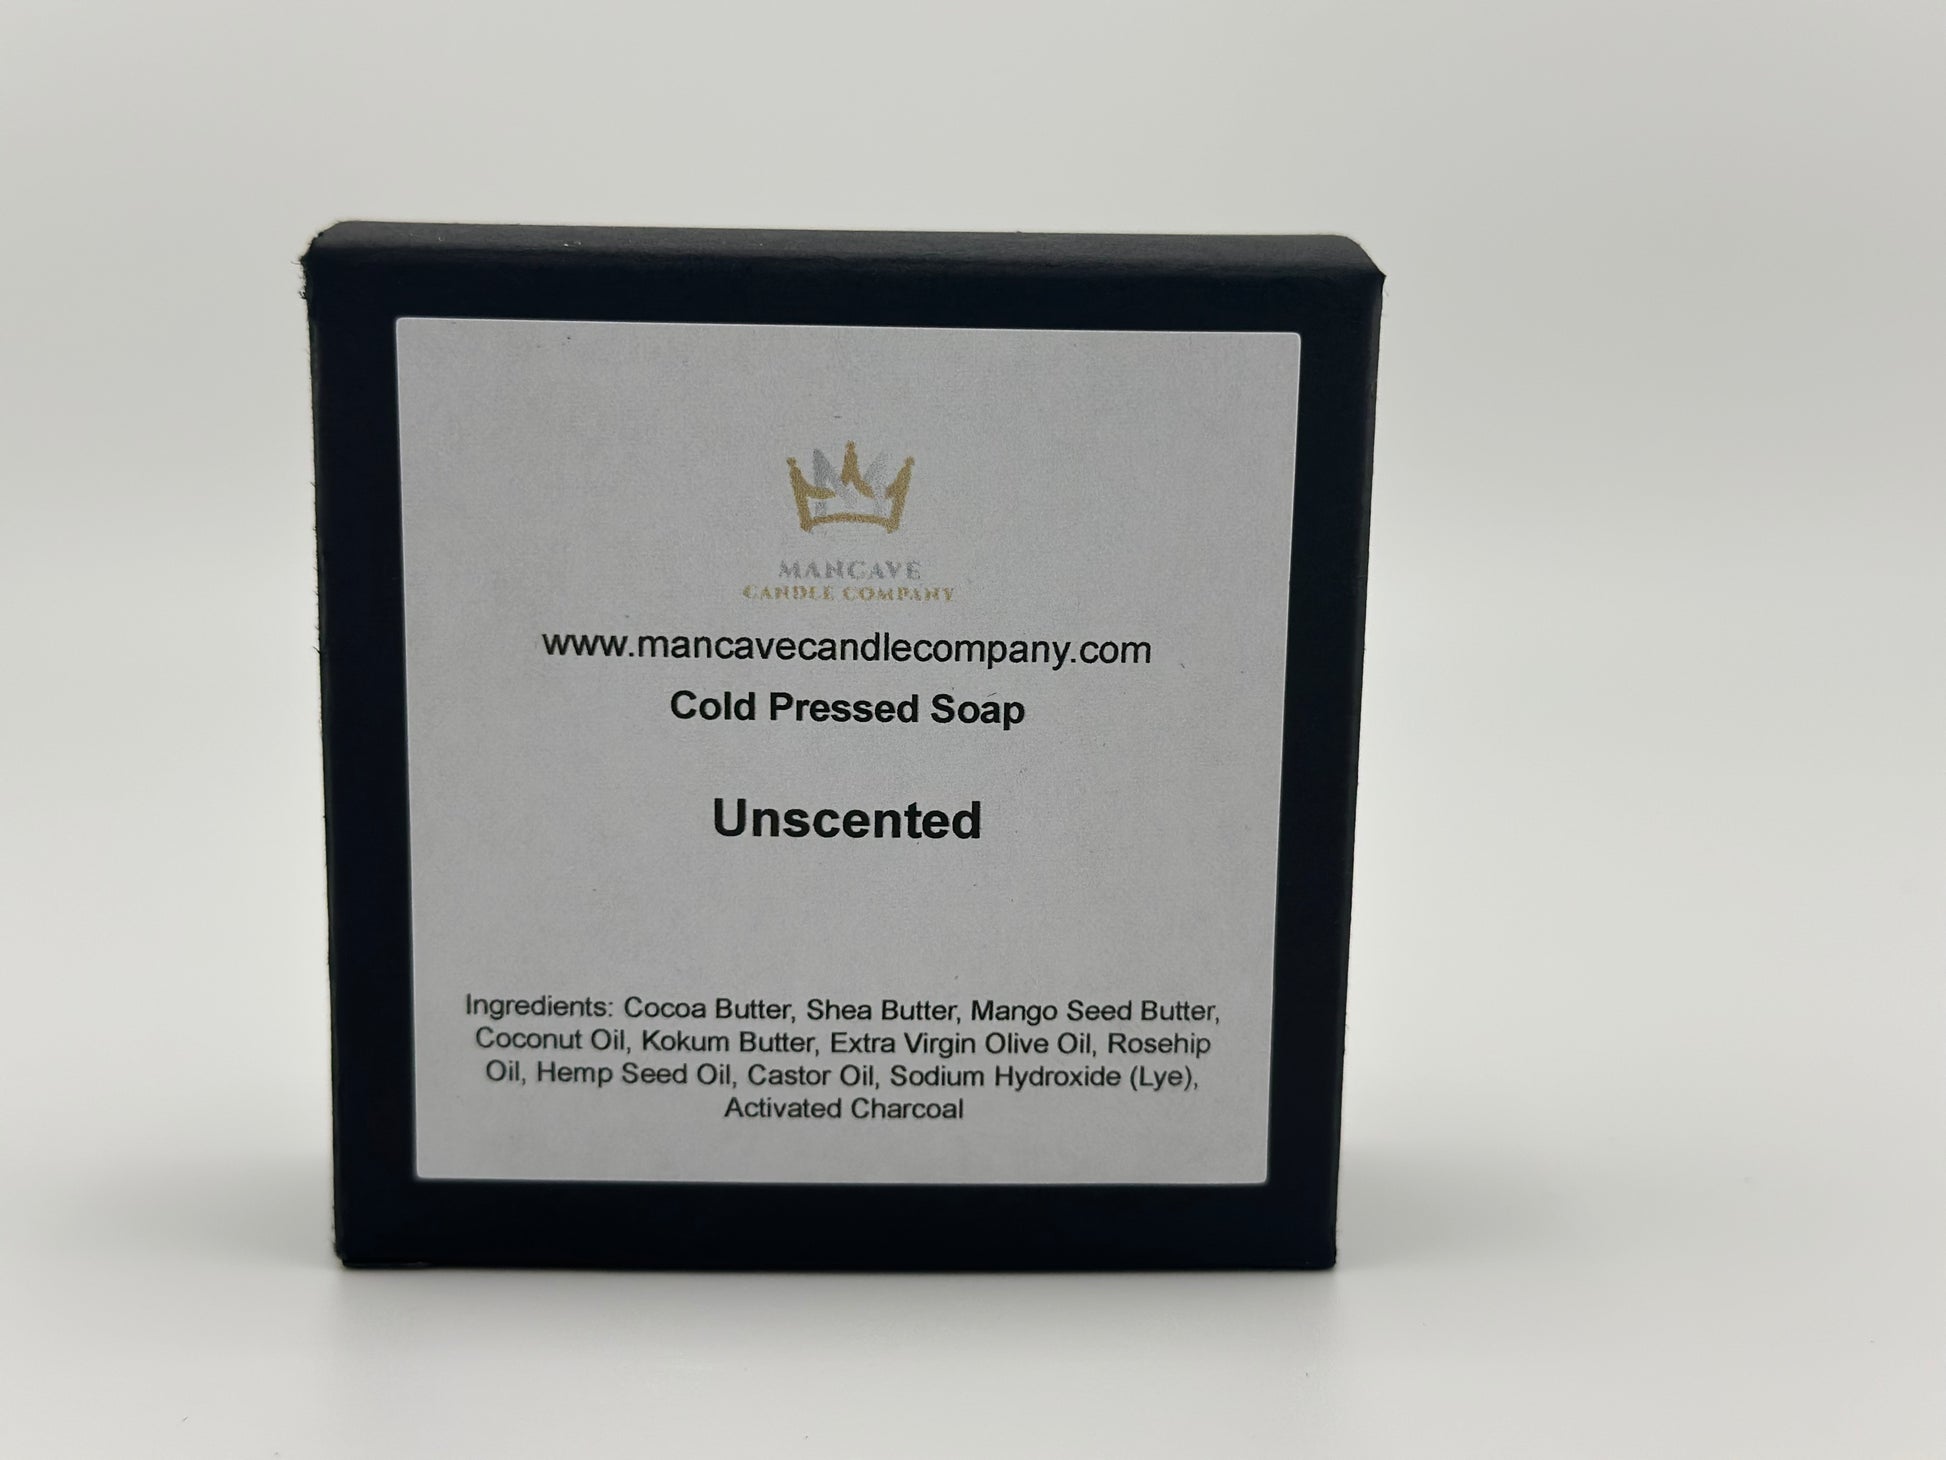 MANCAVE
CANDLE COMPANY
www.mancavecandlecompany.com
Cold Pressed Soap
Unscented
Ingredients: Cocoa Butter, Shea Butter, Mango Seed Butter,
Coconut Oil, Kokum Butter, Extra Virgin Olive Oil, Rosehip
Oil, Hemp Seed Oil, Castor Oil, Sodium Hydroxide (Lye),
Activated Charcoal